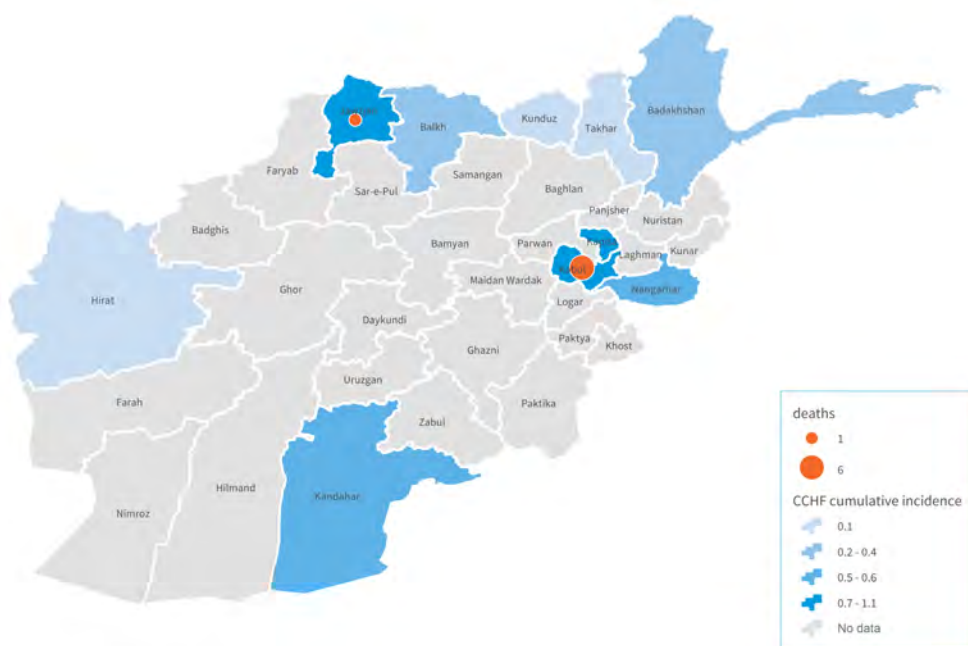 Badakhshan
Jawzjan
Balkh
Kunduz
Takhar
Faryab
Sar-e-Pul
Samangan
Baghlan
Panjsher
Nuristan
Badghis
Bamyan
Parwan
Kapisa
Laghman
Kunar
Kabul
Maidan Wardak
Nangarhar
Hirat
Ghor
Logar
Daykundi
Paktya
Khost
Ghazni
Uruzgan
Farah
Zabul
Paktika
Hilmand
Kandahar
Nimroz
deaths
1
6
CCHF cumulative incidence
0.1
0.2 - 0.4
0.5 - 0.6
0.7 - 1.1
No data